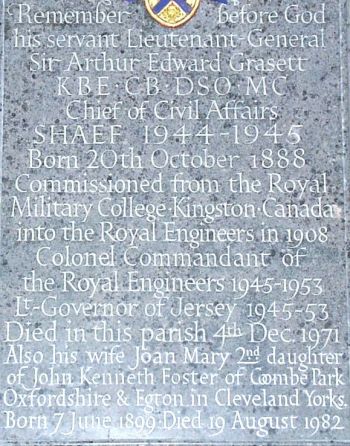 Remember before God
his servant Lieutenant-General
Sir Arthur Edward Grasett
KBE·CB·DSO·MC
Chief of Civil Affairs
SHAEF 1944-1945
Born 20th October 1888
Commissioned from the Royal
Military College·Kingston·Canada
into the Royal Engineers in 1908
Colonel Commandant of
the Royal Engineers 1945-1953
Lt-Governor of Jersey 1945-53
Died in this parish 4th Dec. 1971
Also his wife Joan Mary 2nd daughter
of John Kenneth Foster of Coombe Park
Oxfordshire & Egton in Cleveland Yorks.
Born 7 June 1899·Died 19 August 1982